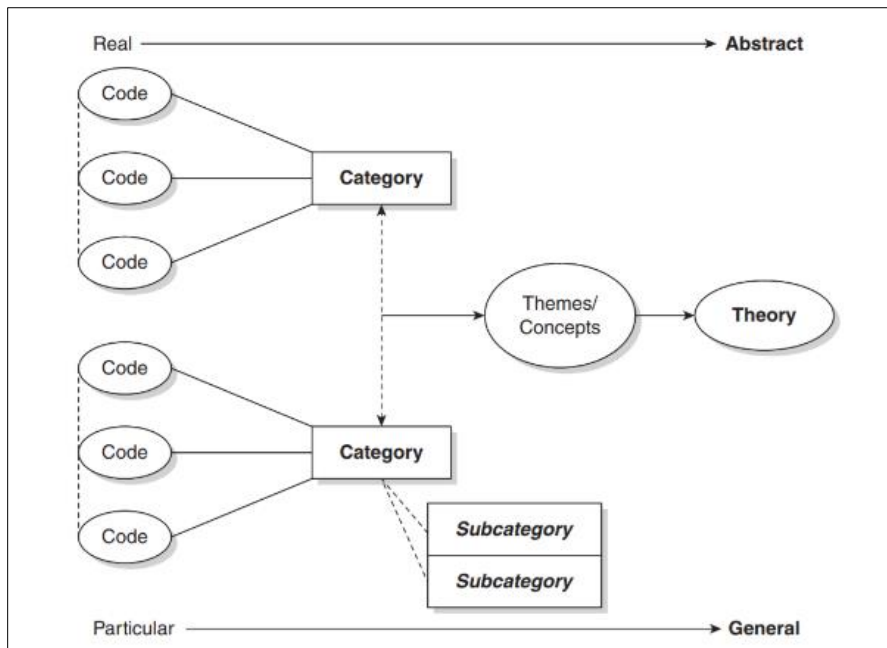 Real
Abstract
Code
Code
Category
Code
Themes/
Concepts
Theory
Code
Code
Category
Code
Subcategory
Subcategory
Particular
General